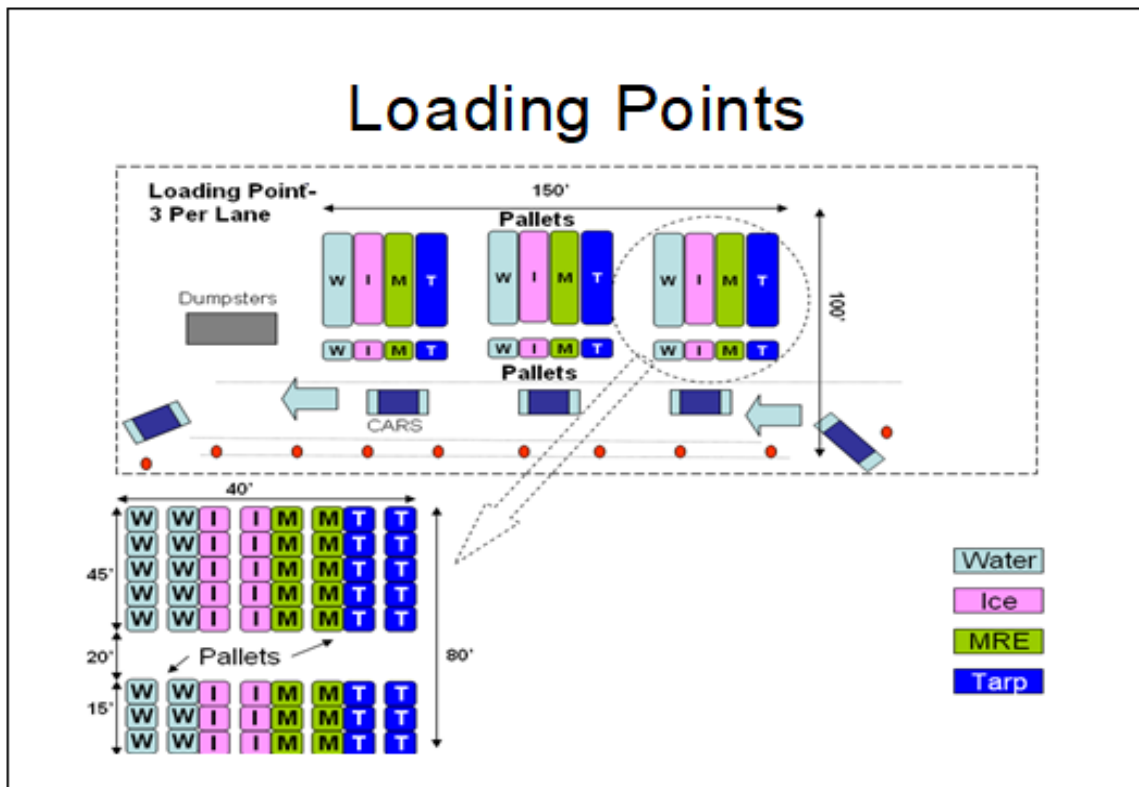 Loading Points
Loading Point-
3 Per Lane
150'
Pallets
W I M T W I M T W I M T
Dumpsters
100'
W I M T W I M T W I M T
Pallets
CARS
40'
W W I I M M T T
W W I I M M T T
45'
W W I I M M T T
W W I I M M T T
W W I I M M T T
20'
Pallets
80'
W W I I M M T T
15'
W W I I M M T T
W W I I M M T T
Water
Ice
MRE
Tarp